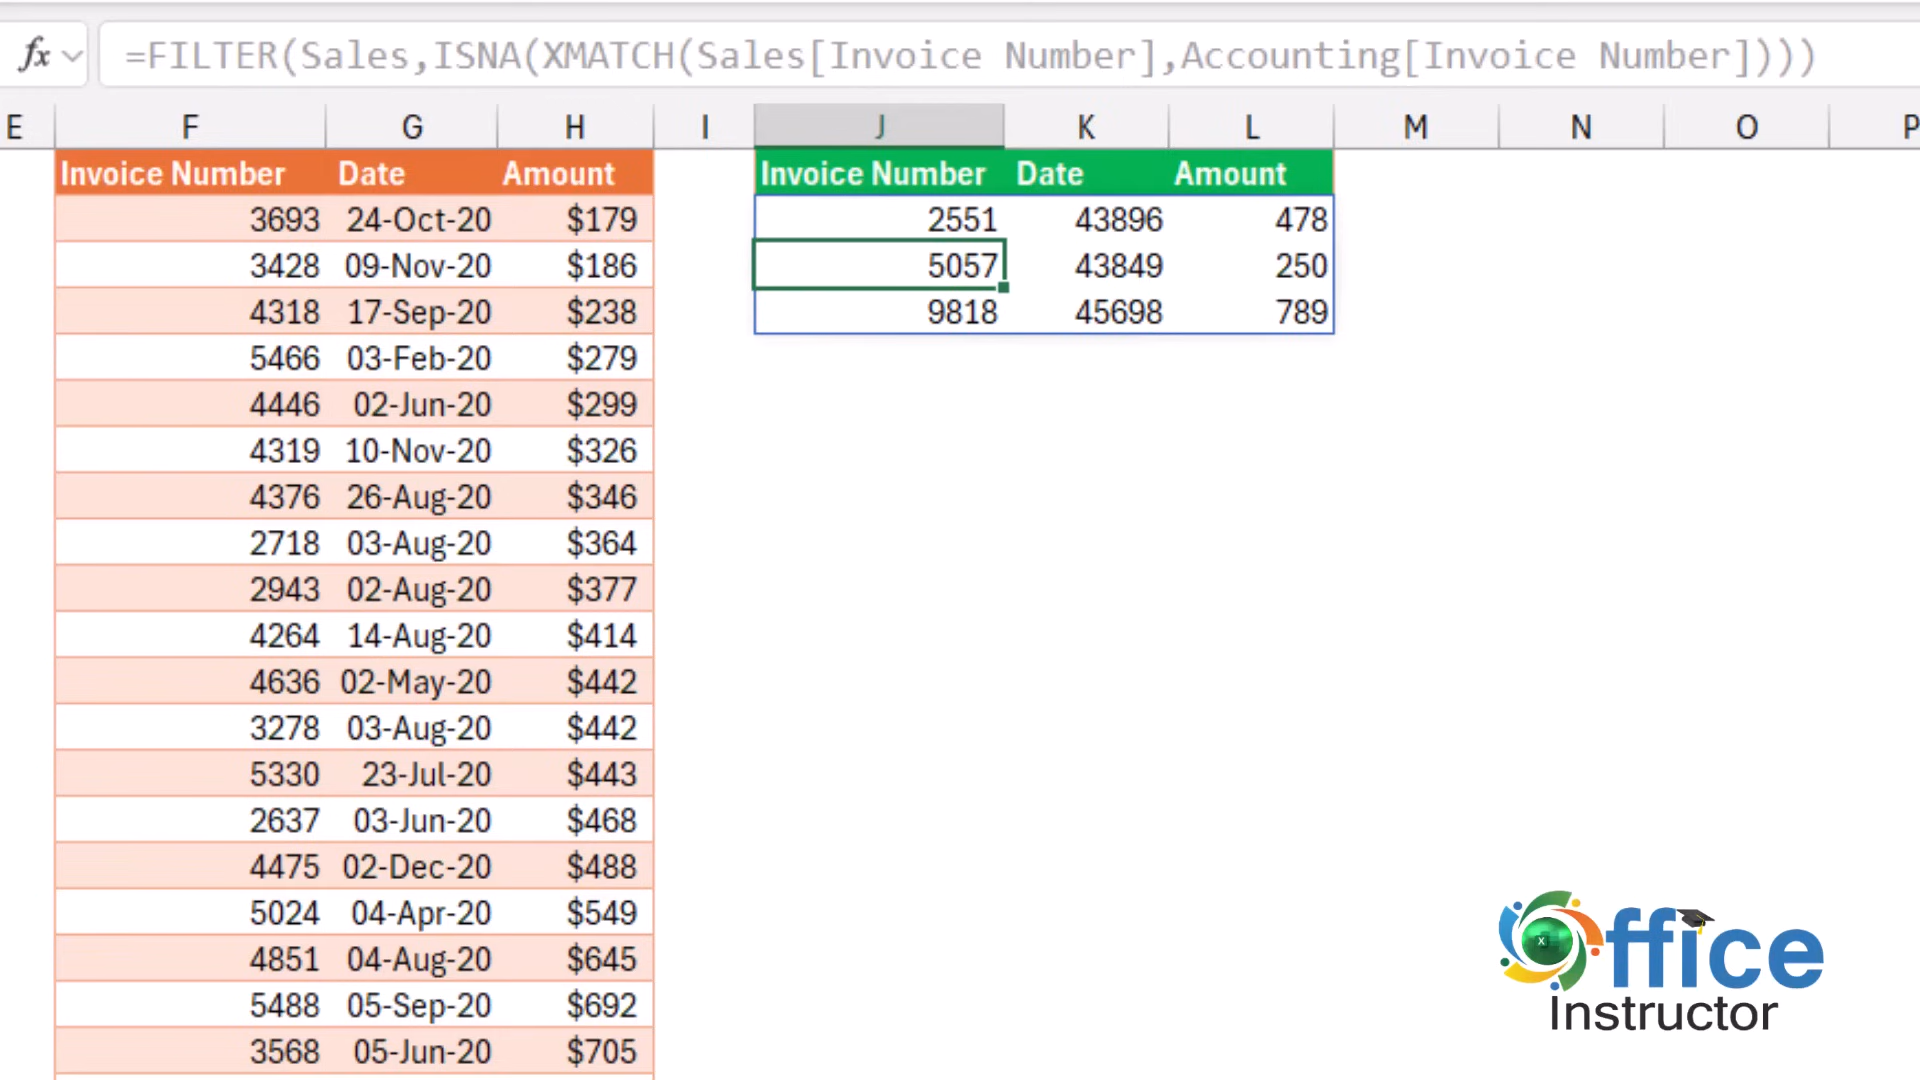 fx =FILTER(Sales,ISNA(XMATCH(Sales[Invoice Number],Accounting[Invoice Number])))
E F G H I J K L M N O P
Invoice Number Date Amount Invoice Number Date Amount
3693 24-Oct-20 $179 2551 43896 478
3428 09-Nov-20 $186 5057 43849 250
4318 17-Sep-20 $238 9818 45698 789
5466 03-Feb-20 $279
4446 02-Jun-20 $299
4319 10-Nov-20 $326
4376 26-Aug-20 $346
2718 03-Aug-20 $364
2943 02-Aug-20 $377
4264 14-Aug-20 $414
4636 02-May-20 $442
3278 03-Aug-20 $442
5330 23-Jul-20 $443
2637 03-Jun-20 $468
4475 02-Dec-20 $488
5024 04-Apr-20 $549
4851 04-Aug-20 $645
5488 05-Sep-20 $692
3568 05-Jun-20 $705
Office
Instructor